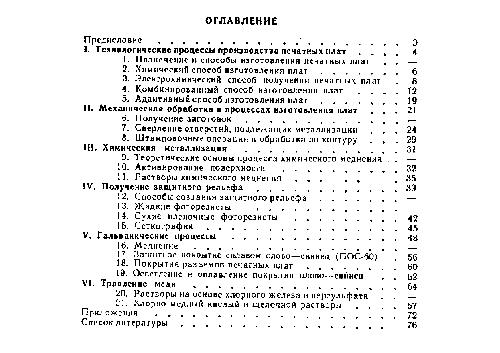 ОГЛАВЛЕНИЕ
Предисловие . . . 3
I. Технологические процессы производства печатных плат . . . 4
1. Назначение и способы изготовления печатных плат . . . —
2. Химический способ изготовления плат . . . 6
3. Электрохимический способ получения печатных плат . . . 8
4. Комбинированный способ изготовления плат . . . 12
5. Аддитивный способ изготовления плат . . . 19
II. Механическая обработка в процессах изготовления плат . . . 21
6. Получение заготовок . . . —
7. Сверление отверстий, подлежащих металлизации . . . 24
8. Штамповочные операции и обработка по контуру . . . 29
III. Химическая металлизация . . . 31
9. Теоретические основы процесса химического меднения . . . —
10. Активирование поверхности . . . 32
11. Растворы химического меднения . . . 35
IV. Получение защитного рельефа . . . 39
12. Способы создания защитного рельефа . . . —
13. Жидкие фоторезисты . . .
14. Сухие пленочные фоторезисты . . . 42
15. Сеткография . . . 45
V. Гальванические процессы . . . 48
16. Меднение . . . —
17. Защитное покрытие сплавом олово—свинец (ПОС-60) . . . 56
18. Покрытия разъемов печатных плат . . . 60
19. Осветление и оплавление покрытия олово—свинец . . . 62
VI. Травление меди . . . 64
20. Растворы на основе хлорного железа и персульфата . . . —
21. Хлорно-медный кислый и щелочной растворы . . . 67
Приложения . . . 72
Список литературы . . . 76